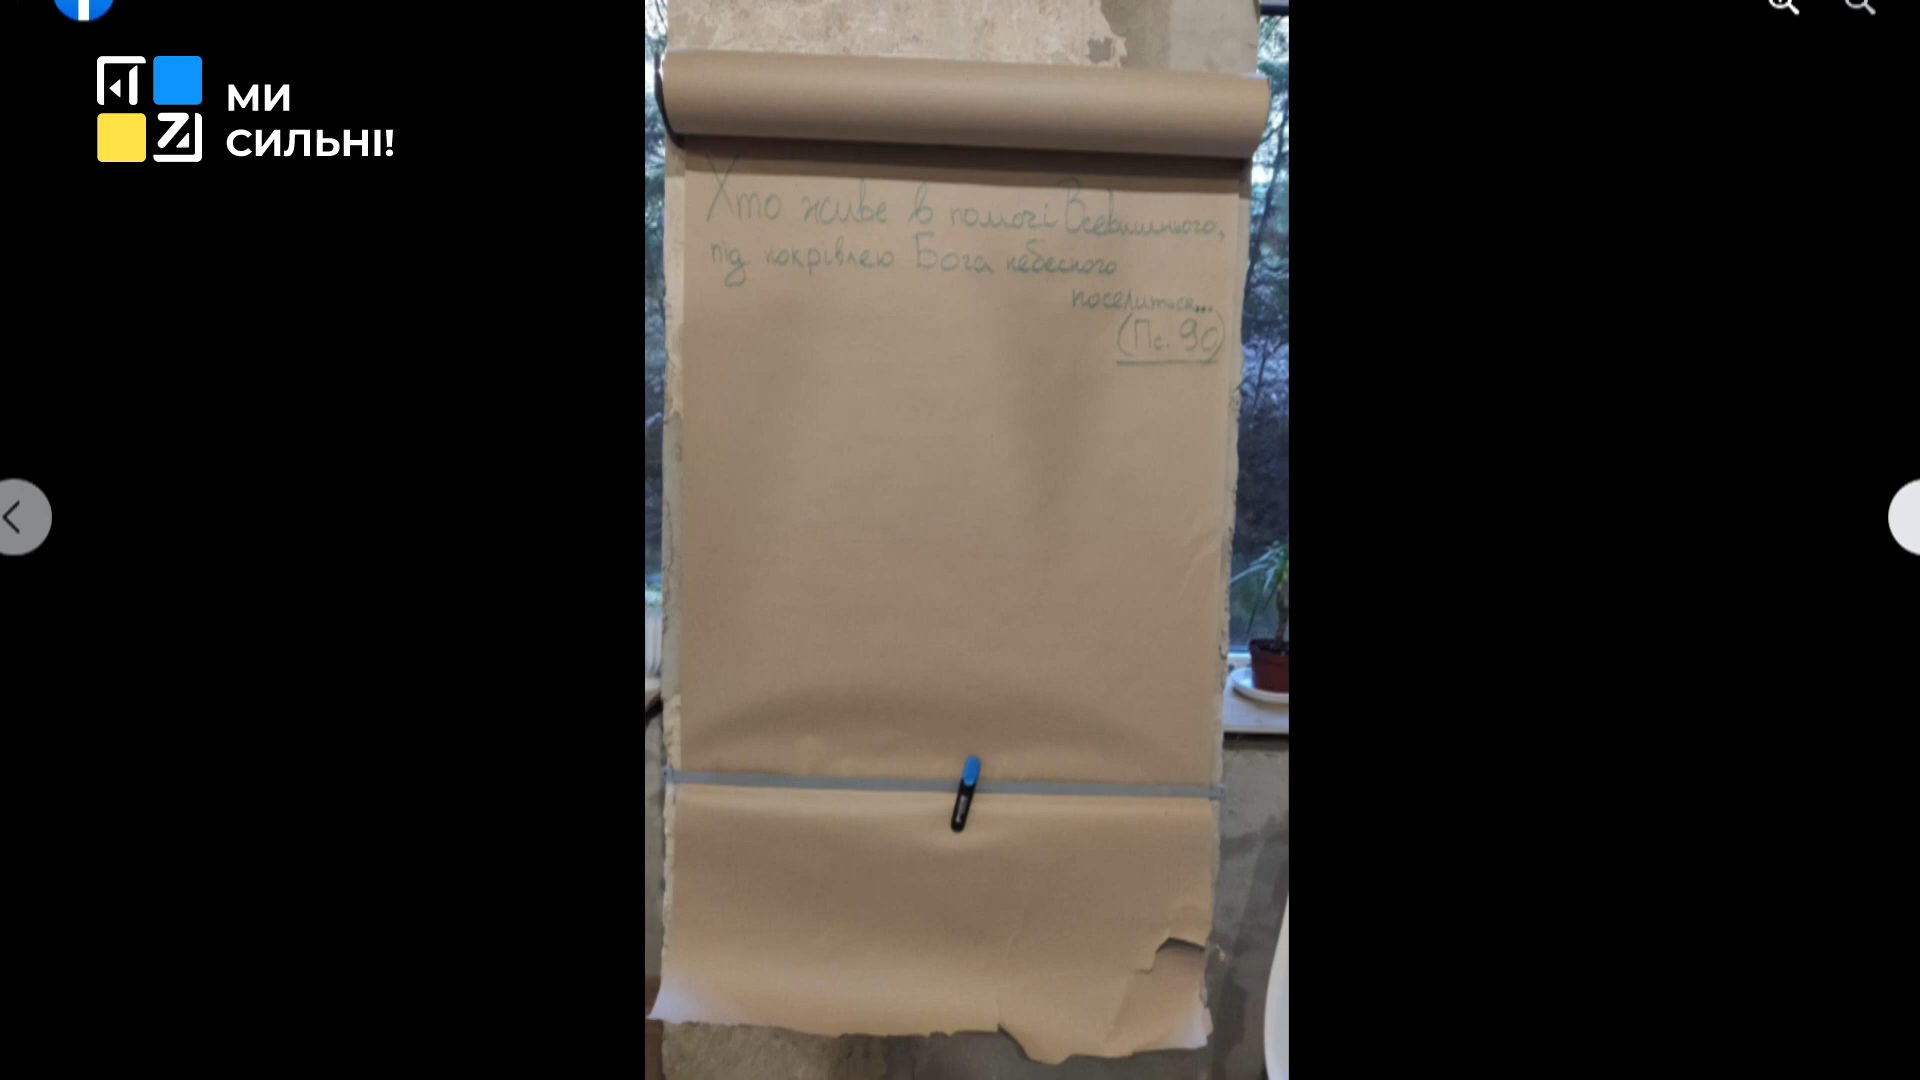 МИ
СИЛЬНІ!
Хто живе в помочі Всевишнього,
під покрівлею Бога небесного
поселиться...
(Пс. 90)